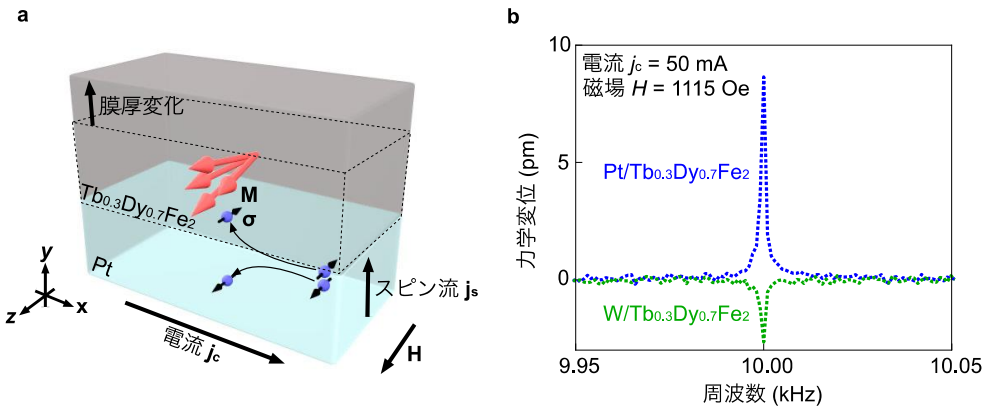 a
膜厚変化
Tb0.3Dy0.7Fe2
M
σ
Pt
スピン流 js
電流 jc
H
y
x
z
b
電流 jc = 50 mA
磁場 H = 1115 Oe
Pt/Tb0.3Dy0.7Fe2
W/Tb0.3Dy0.7Fe2
力学変位 (pm)
10
5
0
9.95
10.00
10.05
周波数 (kHz)